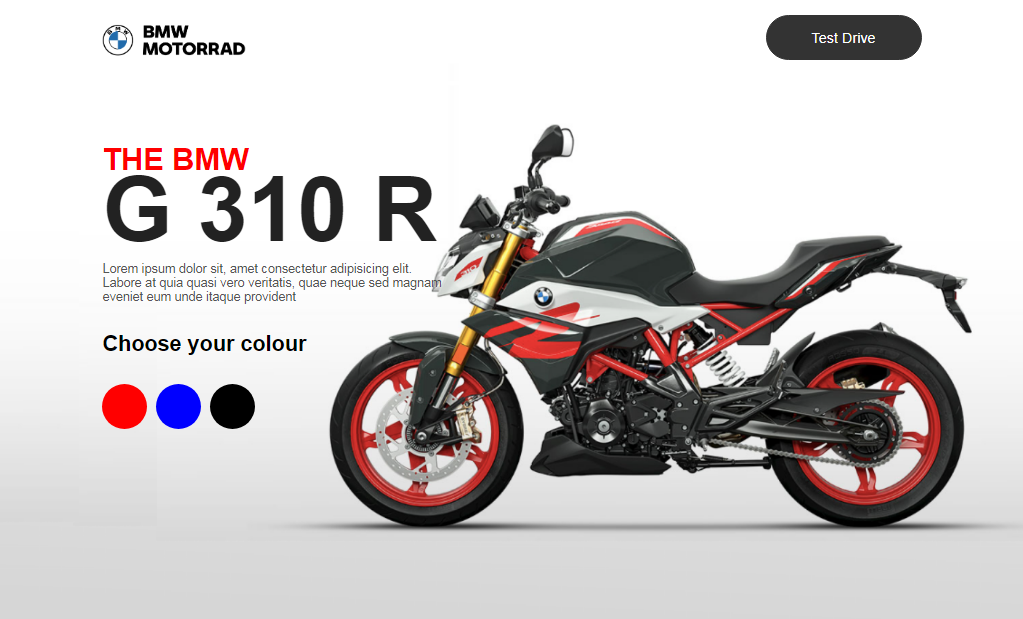 BMW
MOTORRAD
Test Drive
THE BMW
G 310 R
Lorem ipsum dolor sit, amet consectetur adipisicing elit.
Labore at quia quasi vero veritatis, quae neque sed magnam
eveniet eum unde itaque provident
Choose your colour